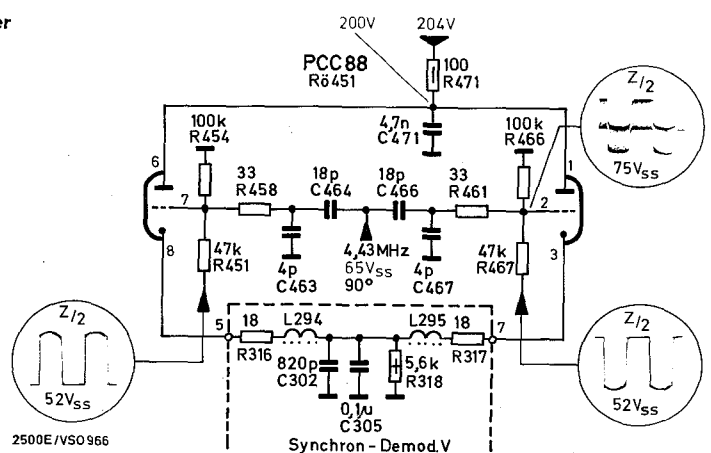 er
200V
204V
PCC88
Rö451
100
R471
Z/2
75Vss
100k
R454
4,7n
C471
100k
R466
6
1
7
33
R458
18p
C464
18p
C466
33
R461
2
8
3
47k
R451
4p
C463
4,43MHz
65Vss
90°
4p
C467
47k
R467
Z/2
52Vss
5
18
R316
L294
L295
18
R317
7
820p
C302
0,1u
C305
5,6k
R318
Z/2
52Vss
2500E/VSO966
Synchron-Demod.V